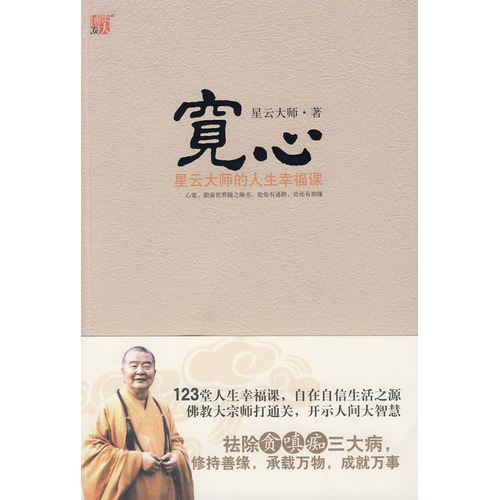 星云大师·著
寬心
星云大师的人生幸福课
心宽，眼前世界随之敞亮，处处有通路，处处有助缘
123堂人生幸福课，自在自信生活之源
佛教大宗师打通关，开示人间大智慧
祛除贪嗔痴三大病，
修持善缘，承载万物，成就万事